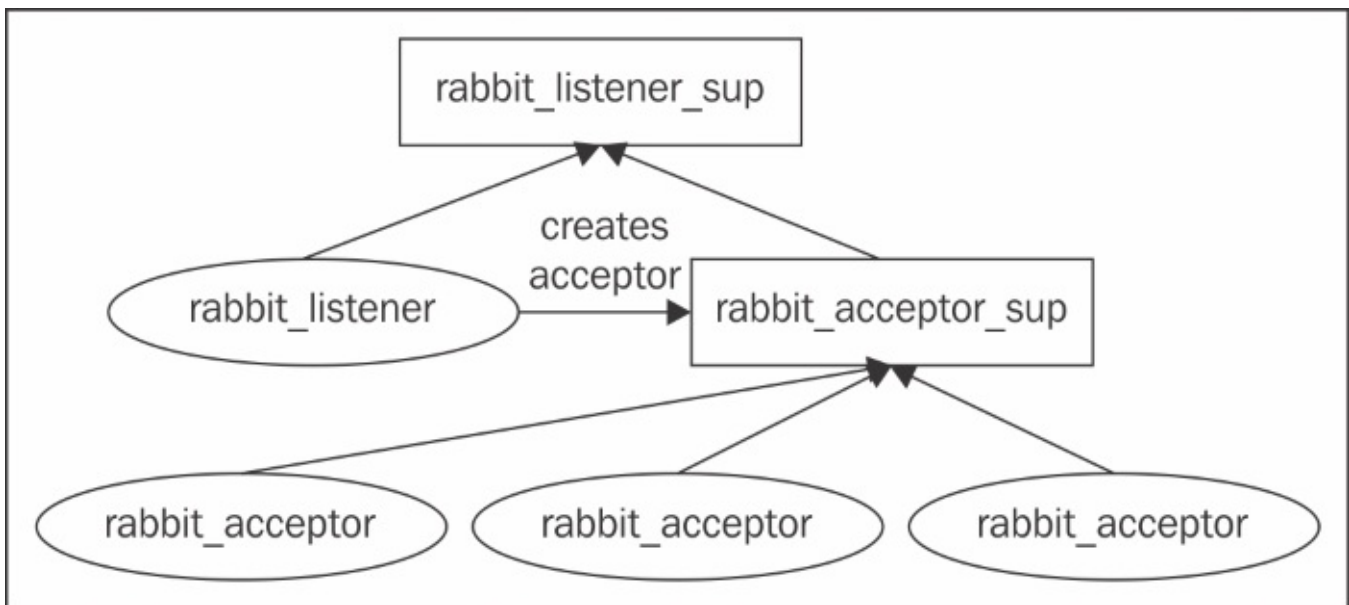 rabbit_listener_sup
creates
acceptor
rabbit_listener
rabbit_acceptor_sup
rabbit_acceptor
rabbit_acceptor
rabbit_acceptor